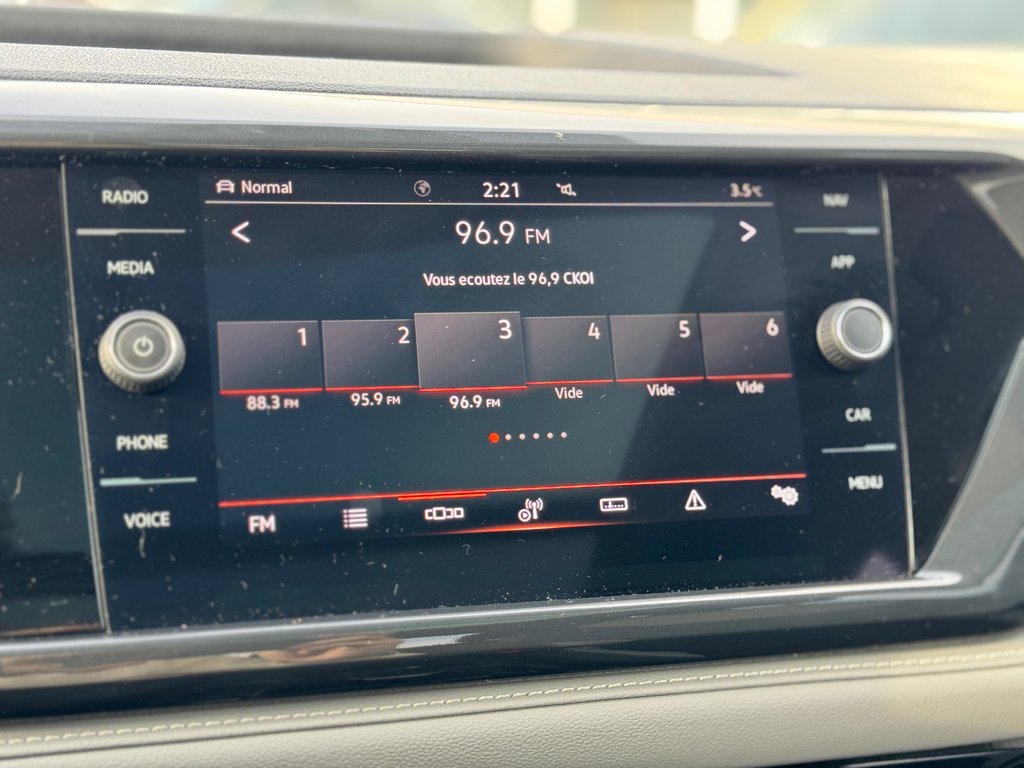 RADIO
MEDIA
PHONE
VOICE
Normal 2:21 3.5°C
< 96.9 FM >
Vous ecoutez le 96,9 CKOI
1 2 3 4 5 6
88.3 FM 95.9 FM 96.9 FM Vide Vide Vide
FM
NAV
APP
CAR
MENU